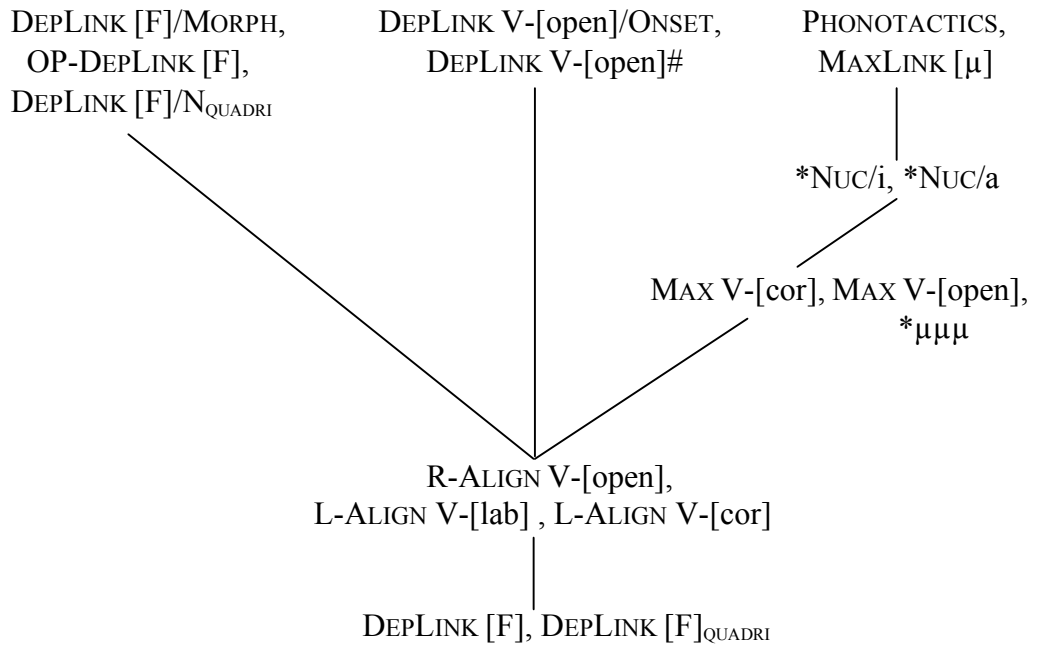 DEPLINK [F]/MORPH,
OP-DEPLINK [F],
DEPLINK [F]/N_QUADRI
DEPLINK V-[open]/ONSET,
DEPLINK V-[open]#
PHONOTACTICS,
MAXLINK [µ]
*NUC/i, *NUC/a
MAX V-[cor], MAX V-[open],
*µµµ
R-ALIGN V-[open],
L-ALIGN V-[lab] , L-ALIGN V-[cor]
DEPLINK [F], DEPLINK [F]_QUADRI